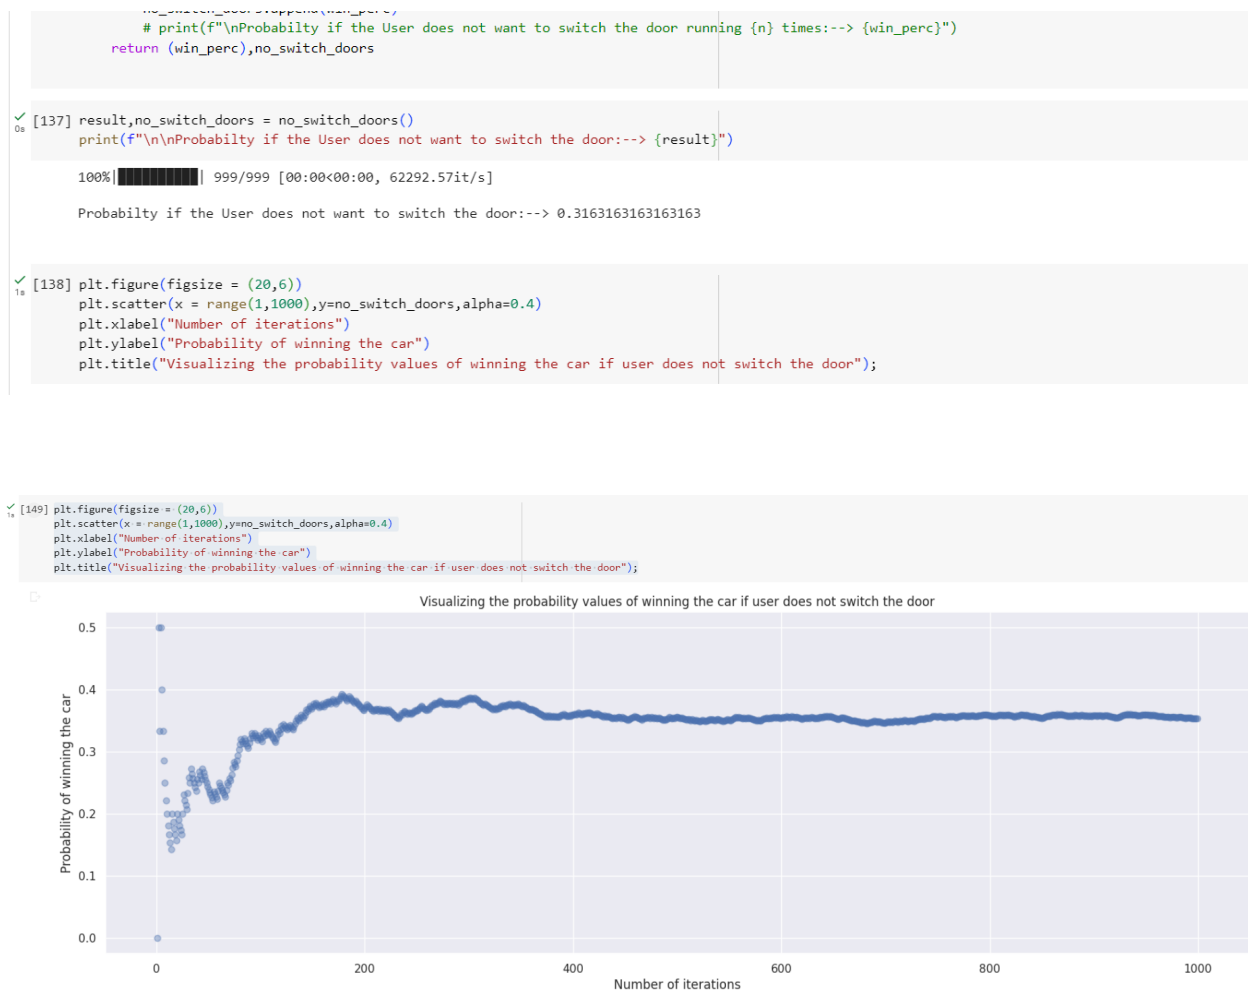 no_switch_doors.append(win_perc)
# print(f"\nProbabilty if the User does not want to switch the door running {n} times:--> {win_perc}")
return (win_perc),no_switch_doors
0s
[137] result,no_switch_doors = no_switch_doors()
print(f"\n\nProbabilty if the User does not want to switch the door:--> {result}")
100%|██████████| 999/999 [00:00<00:00, 62292.57it/s]
Probabilty if the User does not want to switch the door:--> 0.3163163163163163
1s
[138] plt.figure(figsize = (20,6))
plt.scatter(x = range(1,1000),y=no_switch_doors,alpha=0.4)
plt.xlabel("Number of iterations")
plt.ylabel("Probability of winning the car")
plt.title("Visualizing the probability values of winning the car if user does not switch the door");
1s
[149] plt.figure(figsize = (20,6))
plt.scatter(x = range(1,1000),y=no_switch_doors,alpha=0.4)
plt.xlabel("Number of iterations")
plt.ylabel("Probability of winning the car")
plt.title("Visualizing the probability values of winning the car if user does not switch the door");
Visualizing the probability values of winning the car if user does not switch the door
Probability of winning the car
0.5
0.4
0.3
0.2
0.1
0.0
0 200 400 600 800 1000
Number of iterations